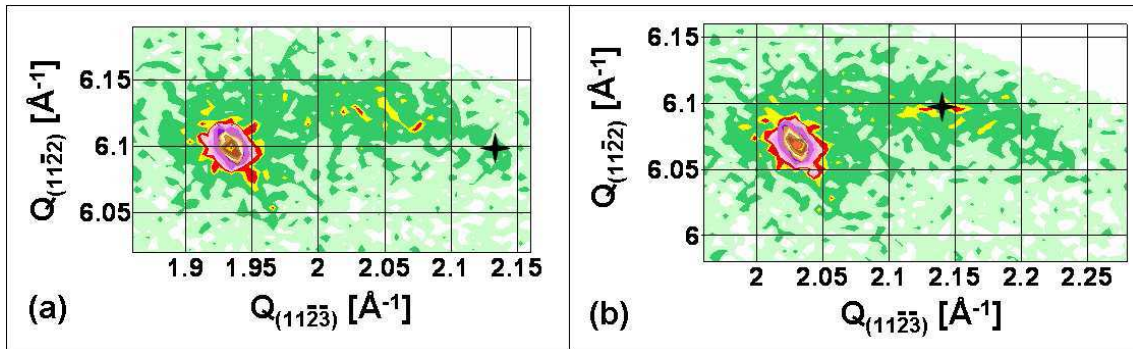 Q(112̄2) [Å-1]
6.15
6.1
6.05
1.9 1.95 2 2.05 2.1 2.15
Q(112̄3̄) [Å-1]
(a)
Q(112̄2) [Å-1]
6.15
6.1
6.05
6
2 2.05 2.1 2.15 2.2 2.25
Q(112̄3̄) [Å-1]
(b)